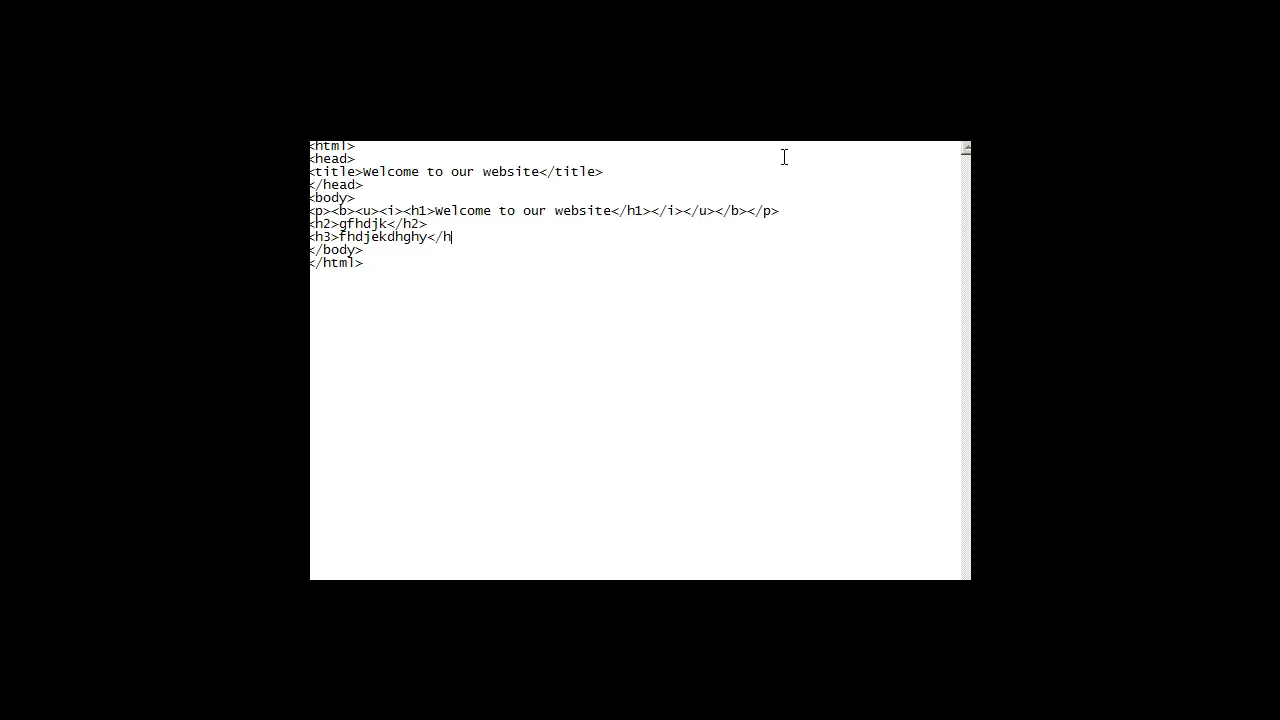 <html>
<head>
<title>Welcome to our website</title>
</head>
<body>
<p><b><u><i><h1>Welcome to our website</h1></i></u></b></p>
<h2>gfhdjk</h2>
<h3>fhdjekdhghy</h
</body>
</html>